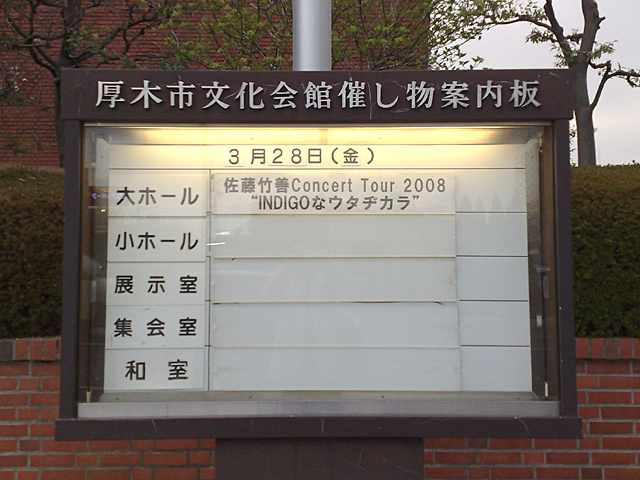 厚木市文化会館催し物案内板
3月28日(金)
大ホール
佐藤竹善Concert Tour 2008
“INDIGOなウタヂカラ”
小ホール
展示室
集会室
和室